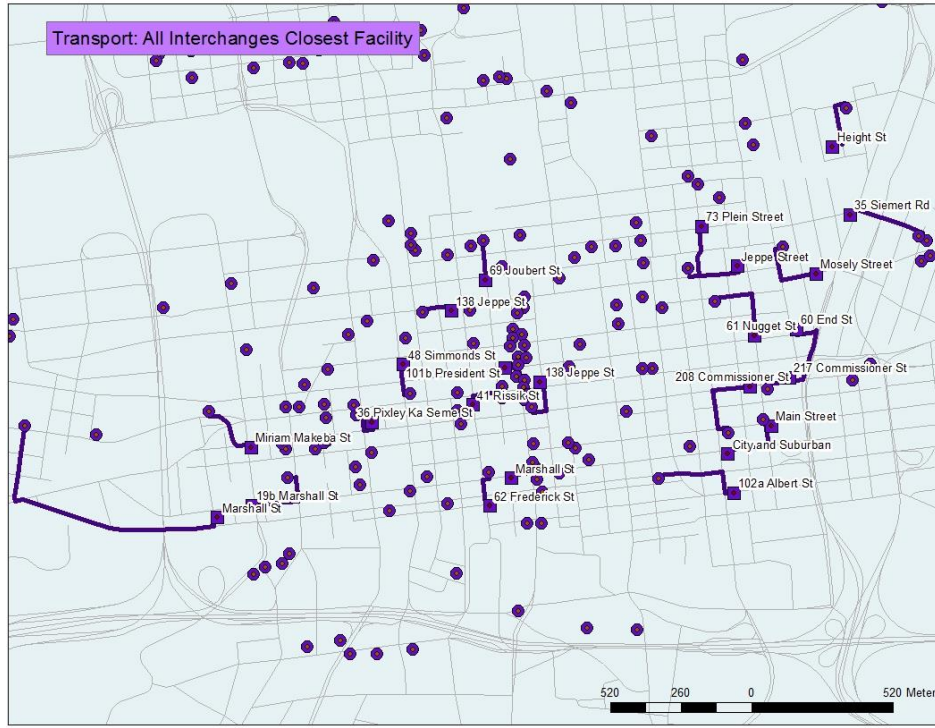 Transport: All Interchanges Closest Facility
Height St
35 Siemert Rd
73 Plein Street
Jeppe Street
Mosely Street
69 Joubert St
138 Jeppe St
61 Nugget St
60 End St
48 Simmonds St
101b President St
138 Jeppe St
217 Commissioner St
208 Commissioner St
41 Rissik St
36 Pixley Ka Seme St
Main Street
Miriam Makeba St
City and Suburban
Marshall St
102a Albert St
19b Marshall St
62 Frederick St
Marshall St
520 260 0 520 Meter